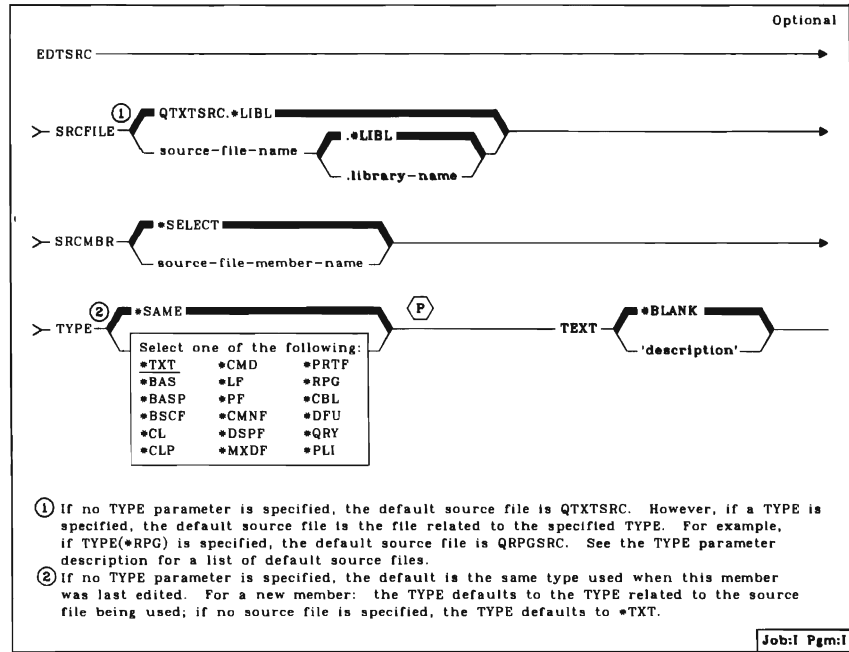 Optional
EDTSRC
① QTXTSRC.*LIBL
SRCFILE
source-file-name
.*LIBL
.library-name
*SELECT
SRCMBR
source-file-member-name
② *SAME
P
TYPE
TEXT
*BLANK
'description'
Select one of the following:
*TXT *CMD *PRTF
*BAS *LF *RPG
*BASP *PF *CBL
*BSCF *CMNF *DFU
*CL *DSPF *QRY
*CLP *MXDF *PLI
① If no TYPE parameter is specified, the default source file is QTXTSRC. However, if a TYPE is
specified, the default source file is the file related to the specified TYPE. For example,
if TYPE(*RPG) is specified, the default source file is QRPGSRC. See the TYPE parameter
description for a list of default source files.
② If no TYPE parameter is specified, the default is the same type used when this member
was last edited. For a new member: the TYPE defaults to the TYPE related to the source
file being used; if no source file is specified, the TYPE defaults to *TXT.
Job:I Pgm:I